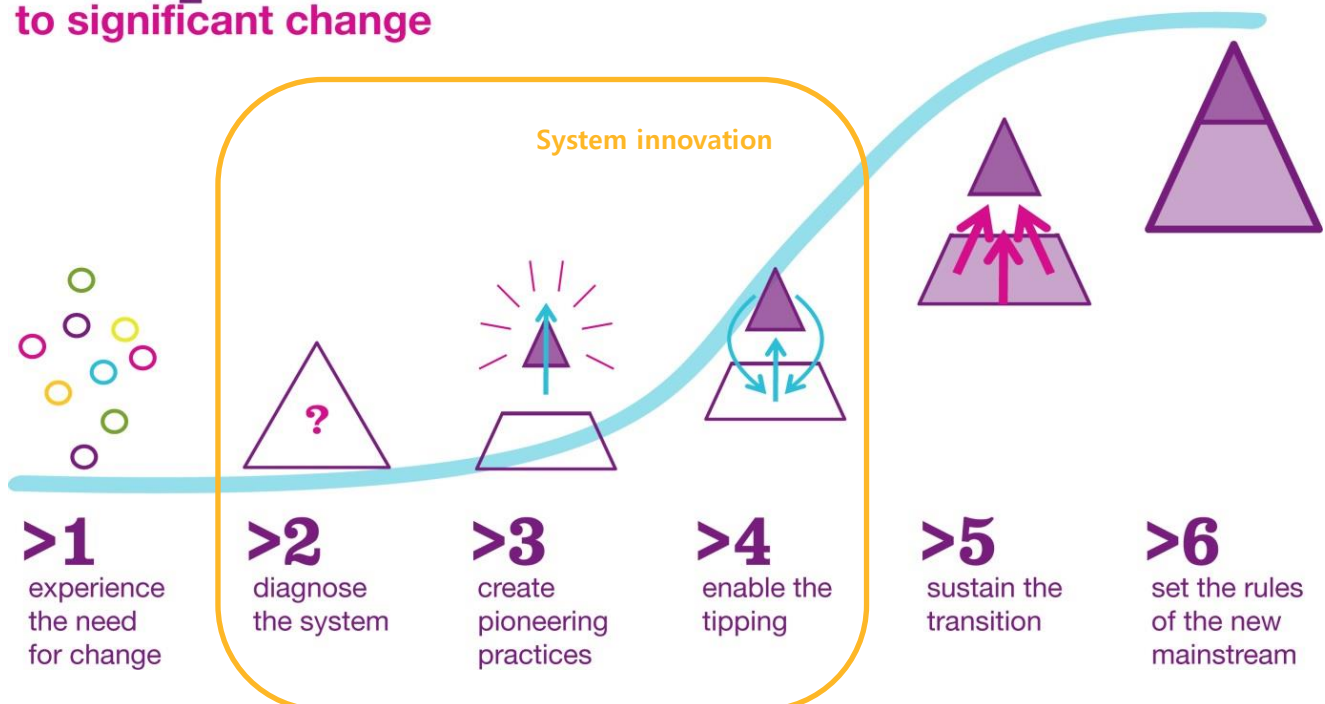 to significant change
System innovation
?
>1
experience
the need
for change
>2
diagnose
the system
>3
create
pioneering
practices
>4
enable the
tipping
>5
sustain the
transition
>6
set the rules
of the new
mainstream